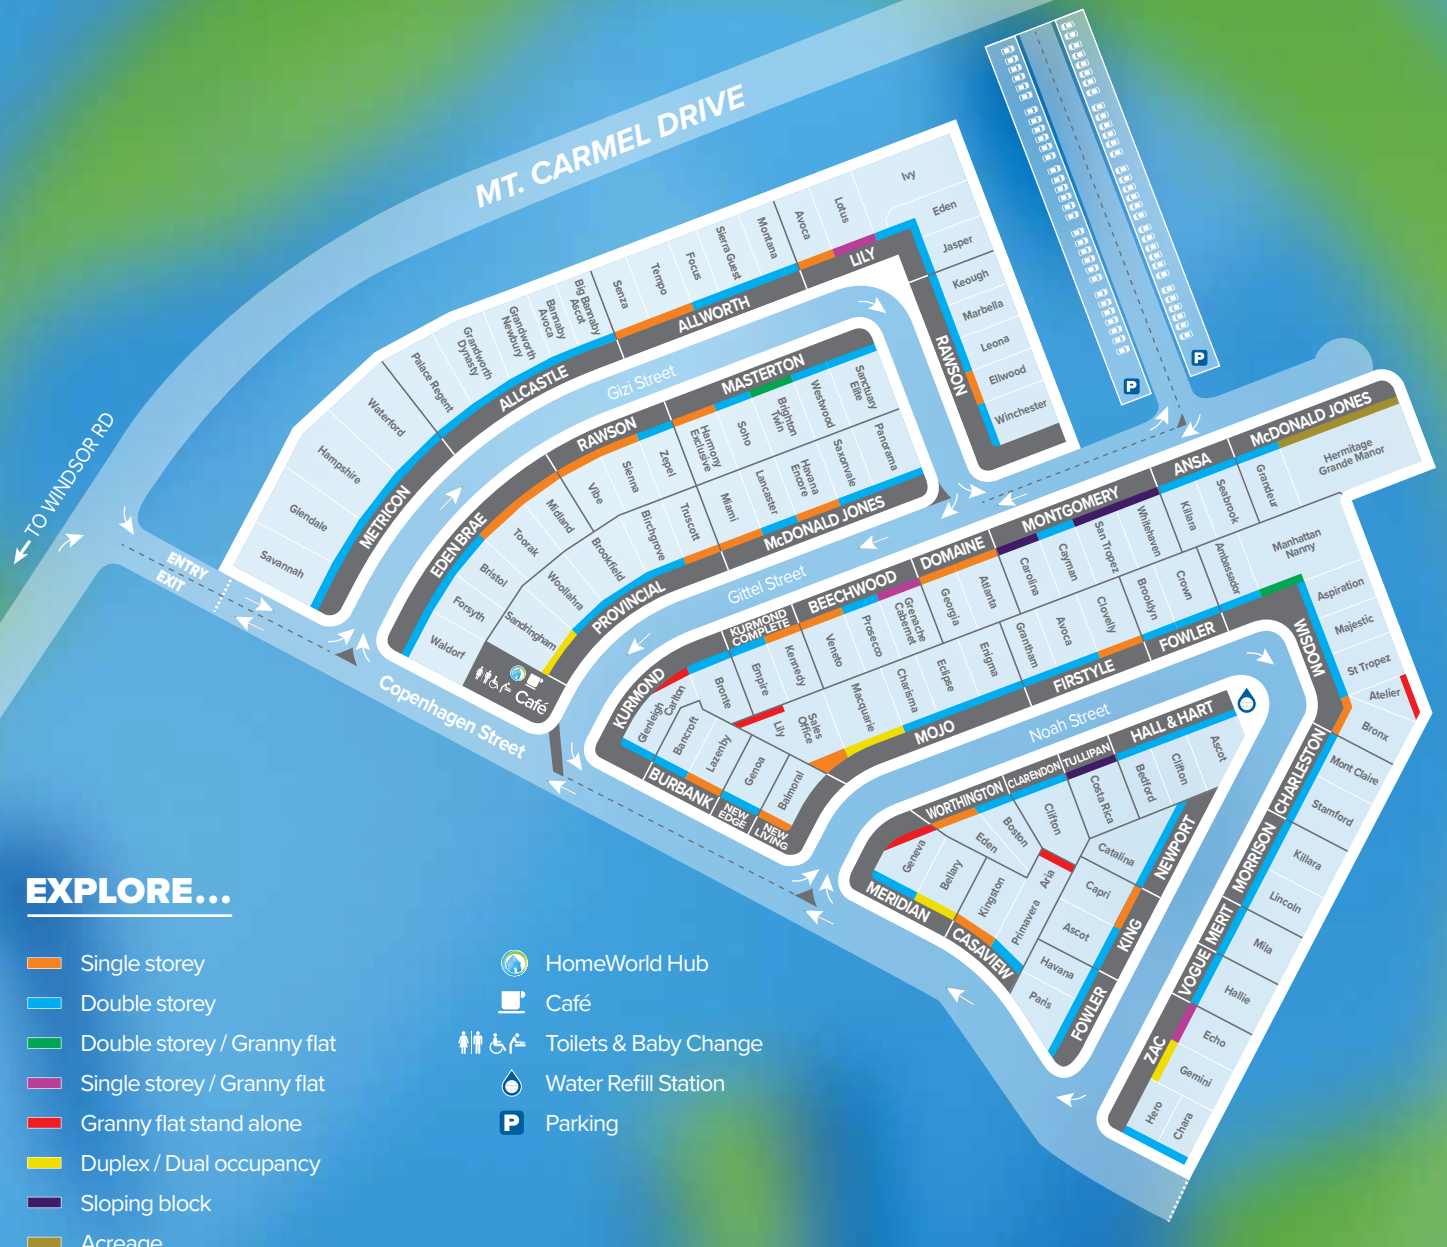 MT. CARMEL DRIVE
TO WINDSOR RD
ENTRY
EXIT
Copenhagen Street
Gizi Street
Gittel Street
Noah Street
METRICON
Savannah
Glendale
Hampshire
Waterford
ALLCASTLE
Palace Regent
Grandworth
Dynasty
Grandworth
Newbury
Bannaby
Avoca
Big Bannaby
Ascot
ALLWORTH
Senza
Tempo
Focus
Sierra Guest
Montana
LILY
Avoca
Lotus
Ivy
Eden
Jasper
RAWSON
Keough
Marbella
Leona
Ellwood
Winchester
P
P
EDEN BRAE
Waldorf
Forsyth
Bristol
Toorak
Midland
RAWSON
Vibe
Sienna
Zepel
MASTERTON
Harmony
Exclusive
Soho
Brighton
Twin
Westwood
Sanctuary
Elite
McDONALD JONES
Miami
Lancaster
Havana
Encore
Saxonvale
Panorama
PROVINCIAL
Sandringham
Woollahra
Brookfield
Birchgrove
Truscott
Café
KURMOND
Glenleigh
Carlton
Bronte
KURMOND
COMPLETE
Empire
Kennedy
BEECHWOOD
Veneto
Prosecco
Grenache
Cabernet
DOMAINE
Georgia
Atlanta
MONTGOMERY
Carolina
Cayman
San Tropez
Whitehaven
ANSA
Killara
Seabrook
McDONALD JONES
Grandeur
Hermitage
Grande Manor
BURBANK
Bancroft
Lazenby
NEW
EDGE
Genoa
NEW
LIVING
Balmoral
Lily
Sales
Office
MOJO
Macquarie
Charisma
Eclipse
Enigma
FIRSTYLE
Grantham
Avoca
Clovelly
FOWLER
Brooklyn
Crown
Ambassador
WISDOM
Manhattan
Nanny
Aspiration
Majestic
St Tropez
Atelier
CHARLESTON
Bronx
Mont Claire
Stamford
MORRISON
Killara
Lincoln
MERIT
Mila
VOGUE
Hallie
ZAC
Echo
Gemini
Hero
Chara
WORTHINGTON
Eden
Boston
CLARENDON
Clifton
TULLIPAN
Costa Rica
HALL & HART
Bedford
Clifton
Ascot
MERIDIAN
Geneva
Bellary
CASAVIEW
Kingston
Primavera
Aria
NEWPORT
Catalina
KING
Capri
Ascot
FOWLER
Havana
Paris
EXPLORE...
Single storey
Double storey
Double storey / Granny flat
Single storey / Granny flat
Granny flat stand alone
Duplex / Dual occupancy
Sloping block
Acreage
HomeWorld Hub
Café
Toilets & Baby Change
Water Refill Station
P Parking